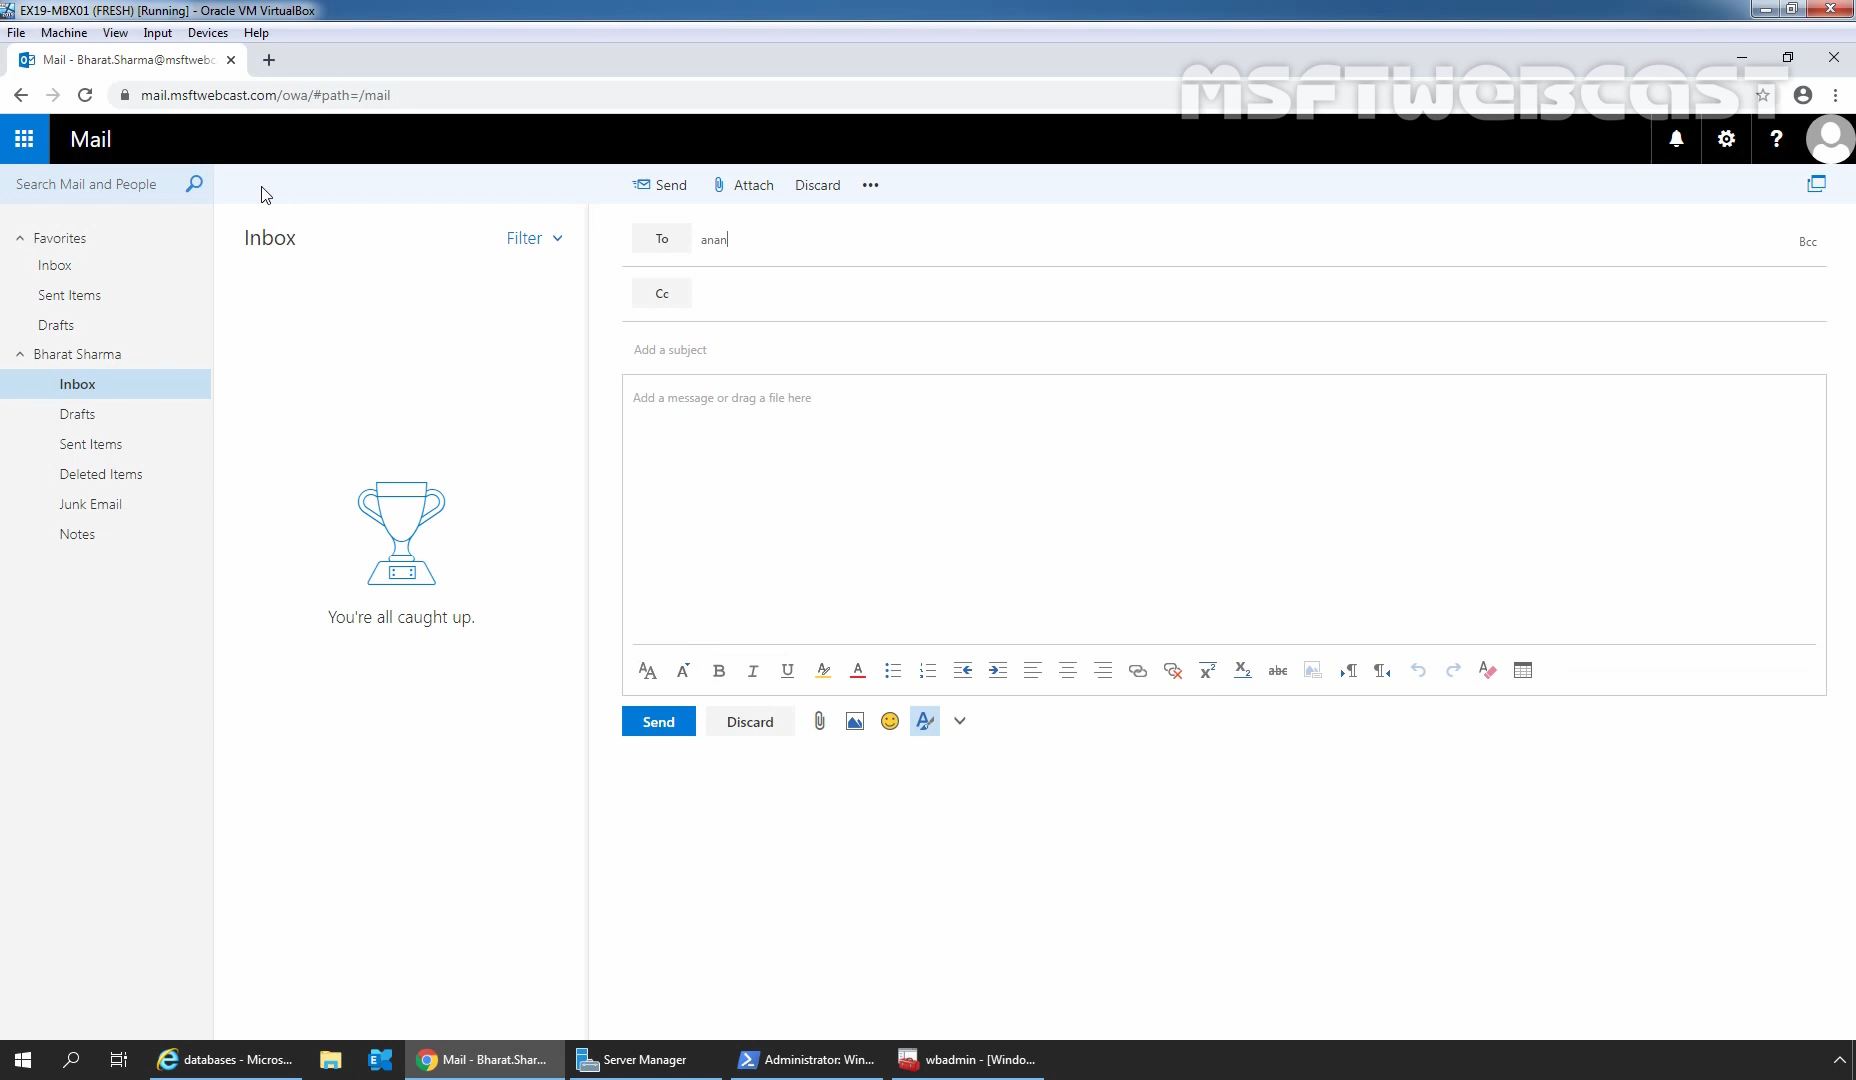 EX19-MBX01 (FRESH) [Running] - Oracle VM VirtualBox
File Machine View Input Devices Help
Mail - Bharat.Sharma@msftwebc
mail.msftwebcast.com/owa/#path=/mail
MSFTWEBCAST
Mail
Search Mail and People
Send Attach Discard
Favorites
Inbox
Sent Items
Drafts
Bharat Sharma
Inbox
Drafts
Sent Items
Deleted Items
Junk Email
Notes
Inbox
Filter
You're all caught up.
To anan
Bcc
Cc
Add a subject
Add a message or drag a file here
Send Discard
databases - Micros...
Mail - Bharat.Shar...
Server Manager
Administrator: Win...
wbadmin - [Windo...